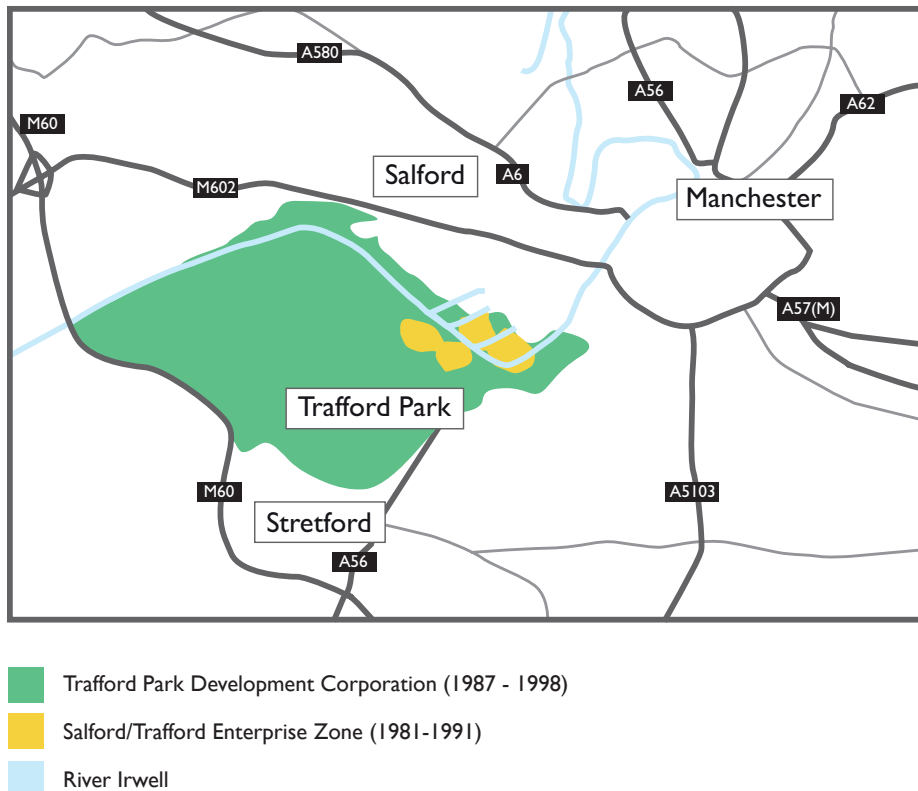 A580
A56
A62
M60
M602
Salford
A6
Manchester
A57(M)
Trafford Park
M60
A5103
Stretford
A56
Trafford Park Development Corporation (1987 - 1998)
Salford/Trafford Enterprise Zone (1981-1991)
River Irwell